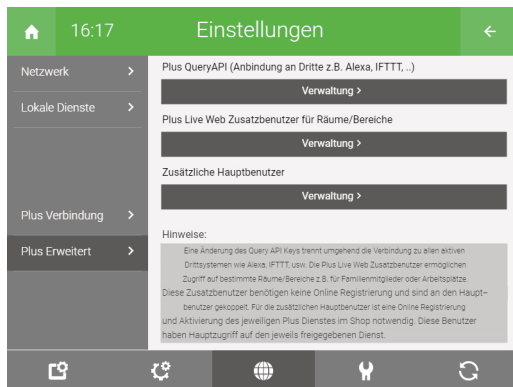 16:17
Einstellungen
Netzwerk
Lokale Dienste
Plus Verbindung
Plus Erweitert
Plus QueryAPI (Anbindung an Dritte z.B. Alexa, IFTTT, ..)
Verwaltung >
Plus Live Web Zusatzbenutzer für Räume/Bereiche
Verwaltung >
Zusätzliche Hauptbenutzer
Verwaltung >
Hinweise:
Eine Änderung des Query API Keys trennt umgehend die Verbindung zu allen aktiven
Drittsystemen wie Alexa, IFTTT, usw. Die Plus Live Web Zusatzbenutzer ermöglichen
Zugriff auf bestimmte Räume/Bereiche z.B. für Familienmitglieder oder Arbeitsplätze.
Diese Zusatzbenutzer benötigen keine Online Registrierung und sind an den Haupt-
benutzer gekoppelt. Für die zusätzlichen Hauptbenutzer ist eine Online Registrierung
und Aktivierung des jeweiligen Plus Dienstes im Shop notwendig. Diese Benutzer
haben Hauptzugriff auf den jeweils freigegebenen Dienst.